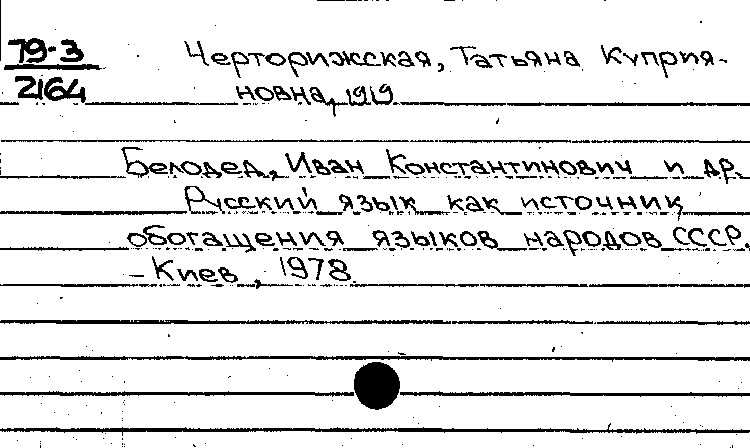 79-3 Черторижская, Татьяна Куприя-
2164 новна, 1919
Белодед, Иван Константинович и др.
Русский язык как источник
обогащения языков народов СССР.
- Киев, 1978.